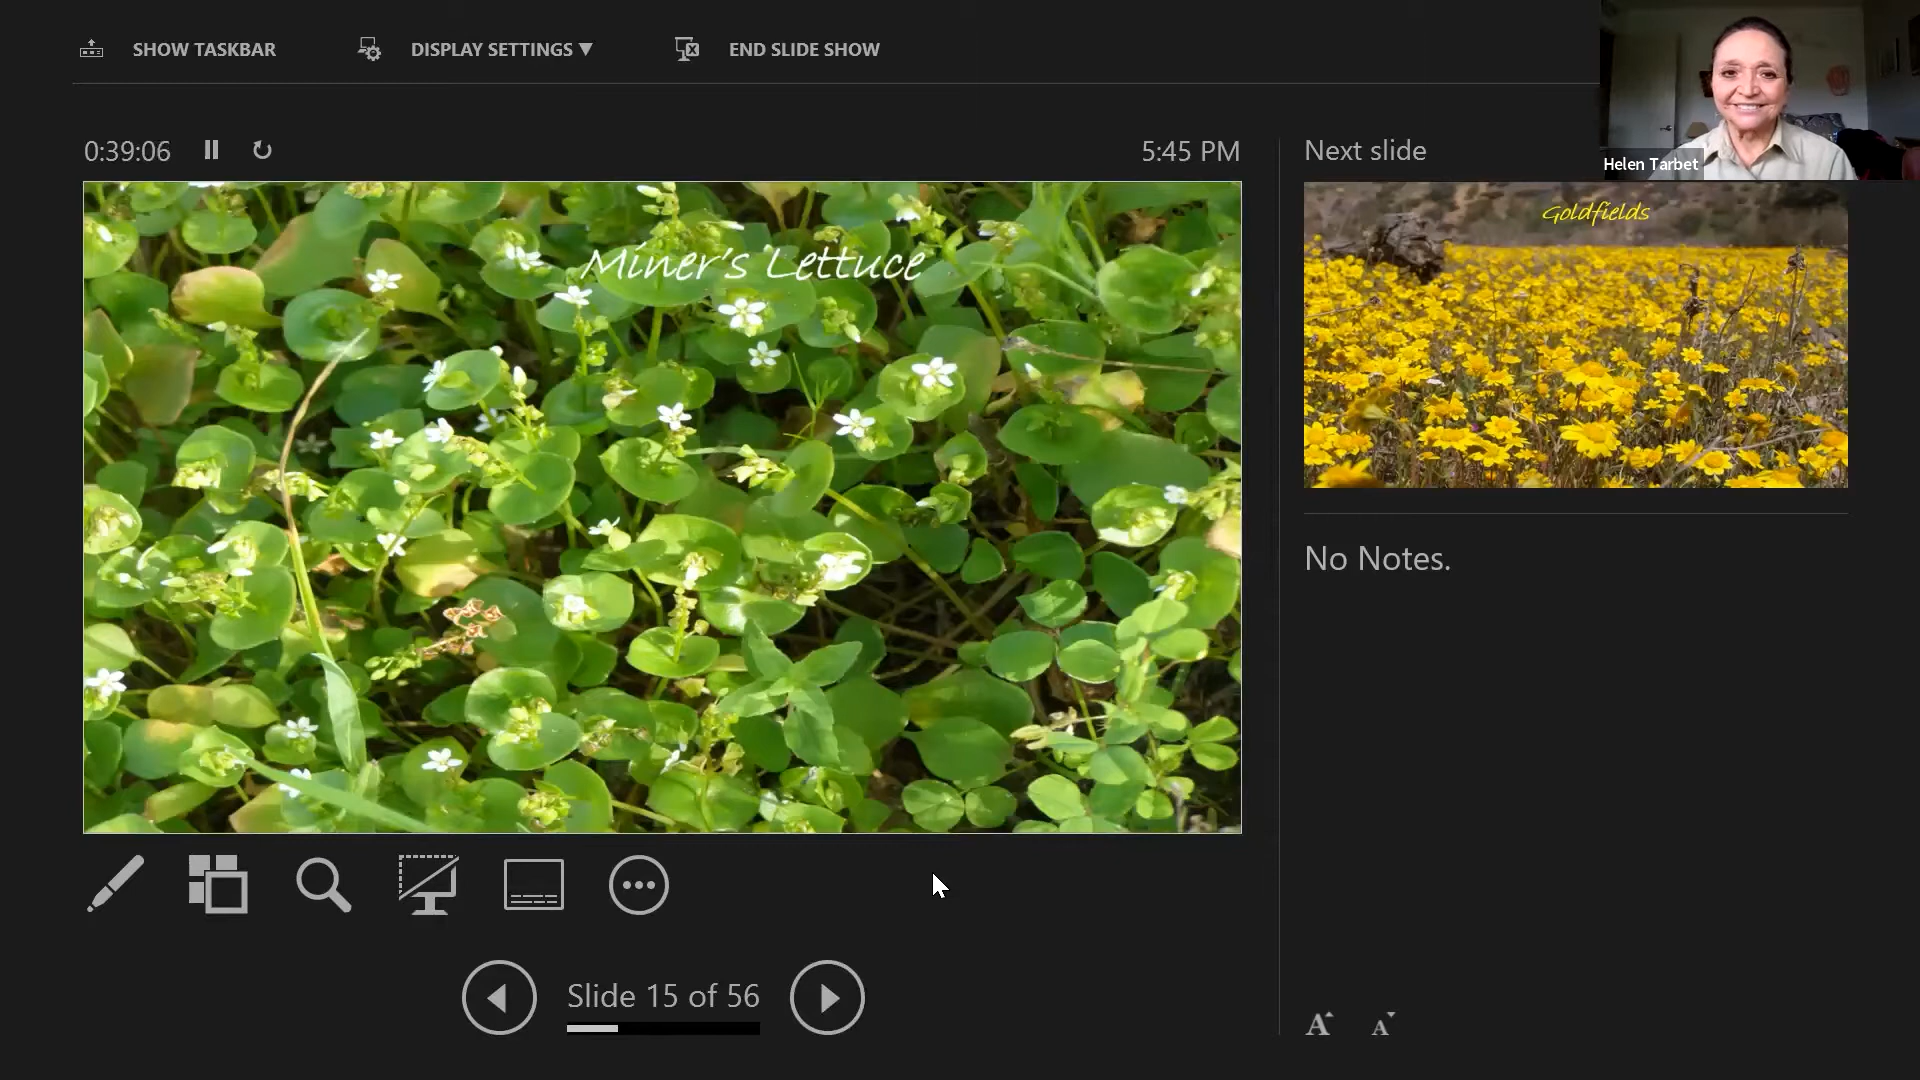 SHOW TASKBAR
DISPLAY SETTINGS ▼
END SLIDE SHOW
Helen Tarbet
0:39:06
5:45 PM
Next slide
Miner's Lettuce
Goldfields
No Notes.
Slide 15 of 56
A
A